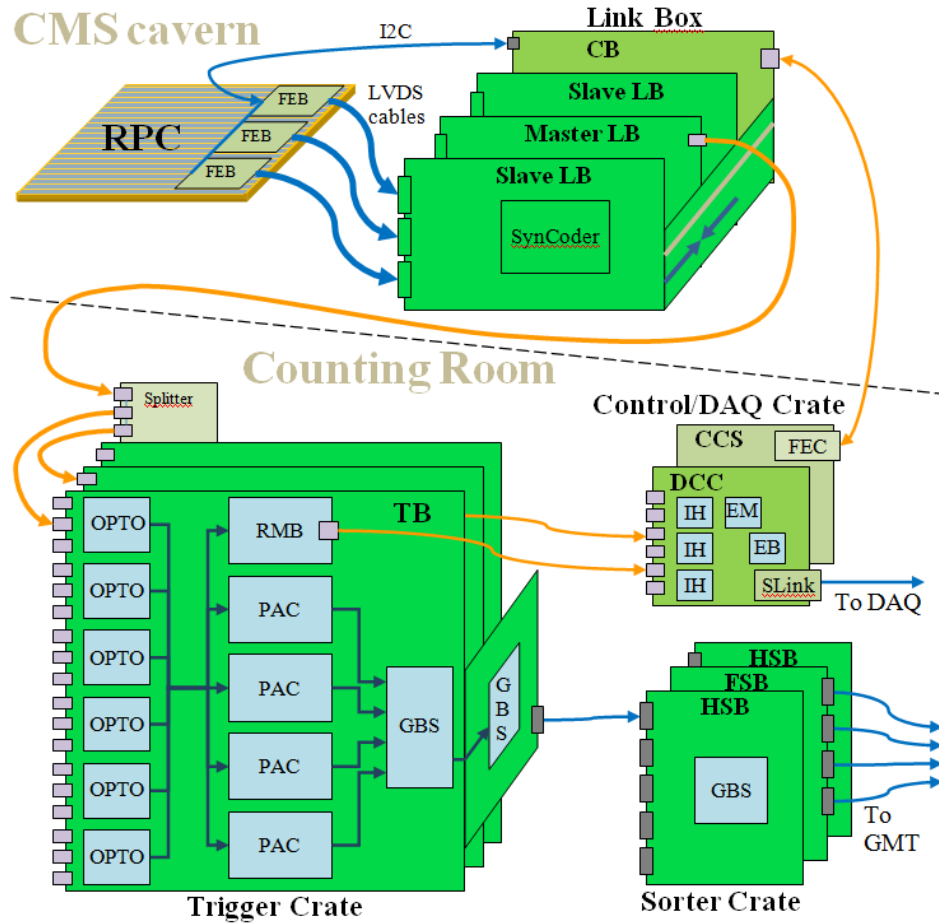 CMS cavern
Link Box
I2C
CB
FEB
LVDS
cables
Slave LB
RPC
FEB
Master LB
FEB
Slave LB
SynCoder
Counting Room
Splitter
Control/DAQ Crate
CCS
FEC
DCC
TB
OPTO
RMB
IH
EM
IH
EB
OPTO
PAC
IH
SLink
To DAQ
OPTO
PAC
GBS
GBS
HSB
FSB
HSB
OPTO
PAC
GBS
OPTO
OPTO
PAC
To
GMT
Trigger Crate
Sorter Crate